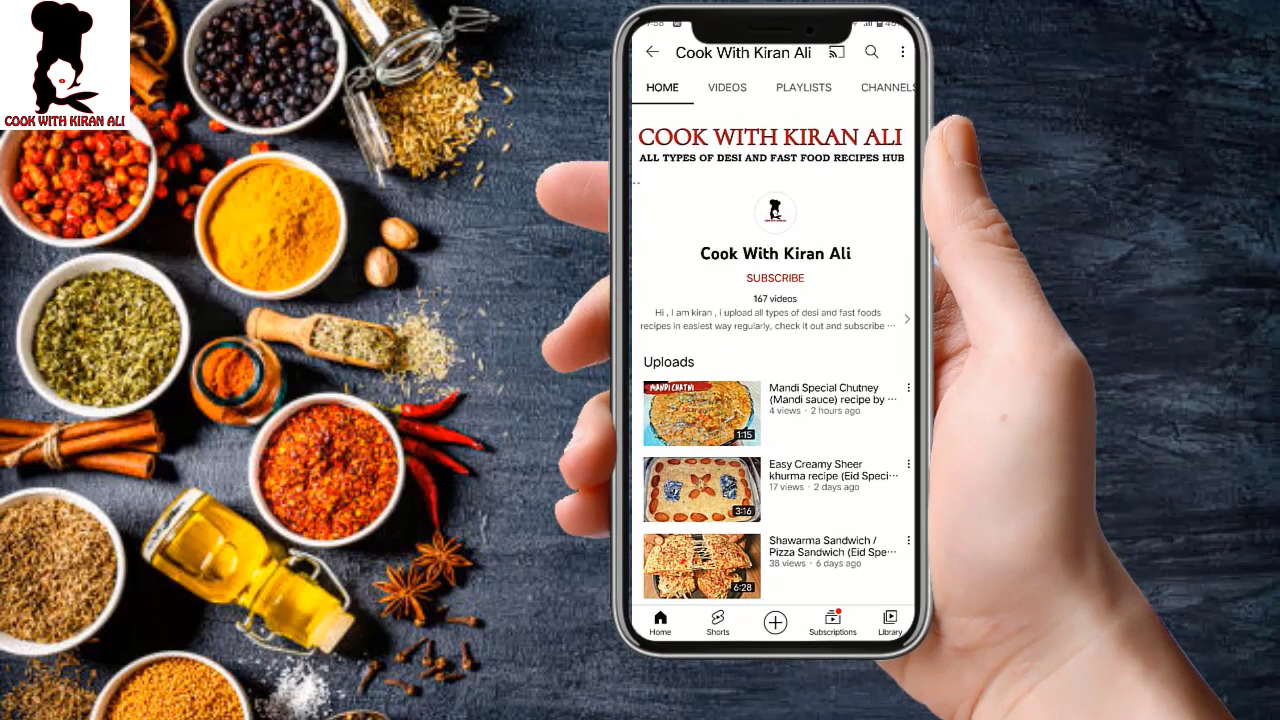 COOK WITH KIRAN ALI
Cook With Kiran Ali
HOME VIDEOS PLAYLISTS CHANNELS
COOK WITH KIRAN ALI
ALL TYPES OF DESI AND FAST FOOD RECIPES HUB
Cook With Kiran Ali
SUBSCRIBE
167 videos
Hi , I am kiran , i upload all types of desi and fast foods
recipes in easiest way regularly, check it out and subscribe ...
Uploads
MANDI CHATNI
1:15
Mandi Special Chutney
(Mandi sauce) recipe by ...
4 views · 2 hours ago
3:16
Easy Creamy Sheer
khurma recipe (Eid Speci...
17 views · 2 days ago
6:28
Shawarma Sandwich /
Pizza Sandwich (Eid Spe...
38 views · 6 days ago
Home Shorts Subscriptions Library